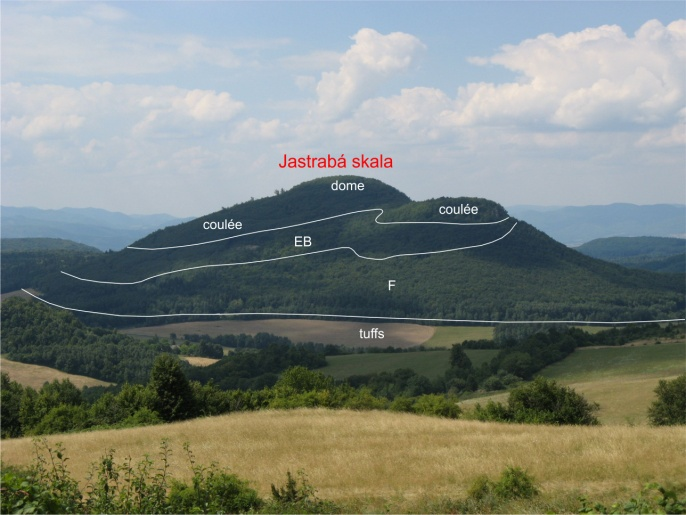 Jastrabá skala
dome
coulée
coulée
EB
F
tuffs